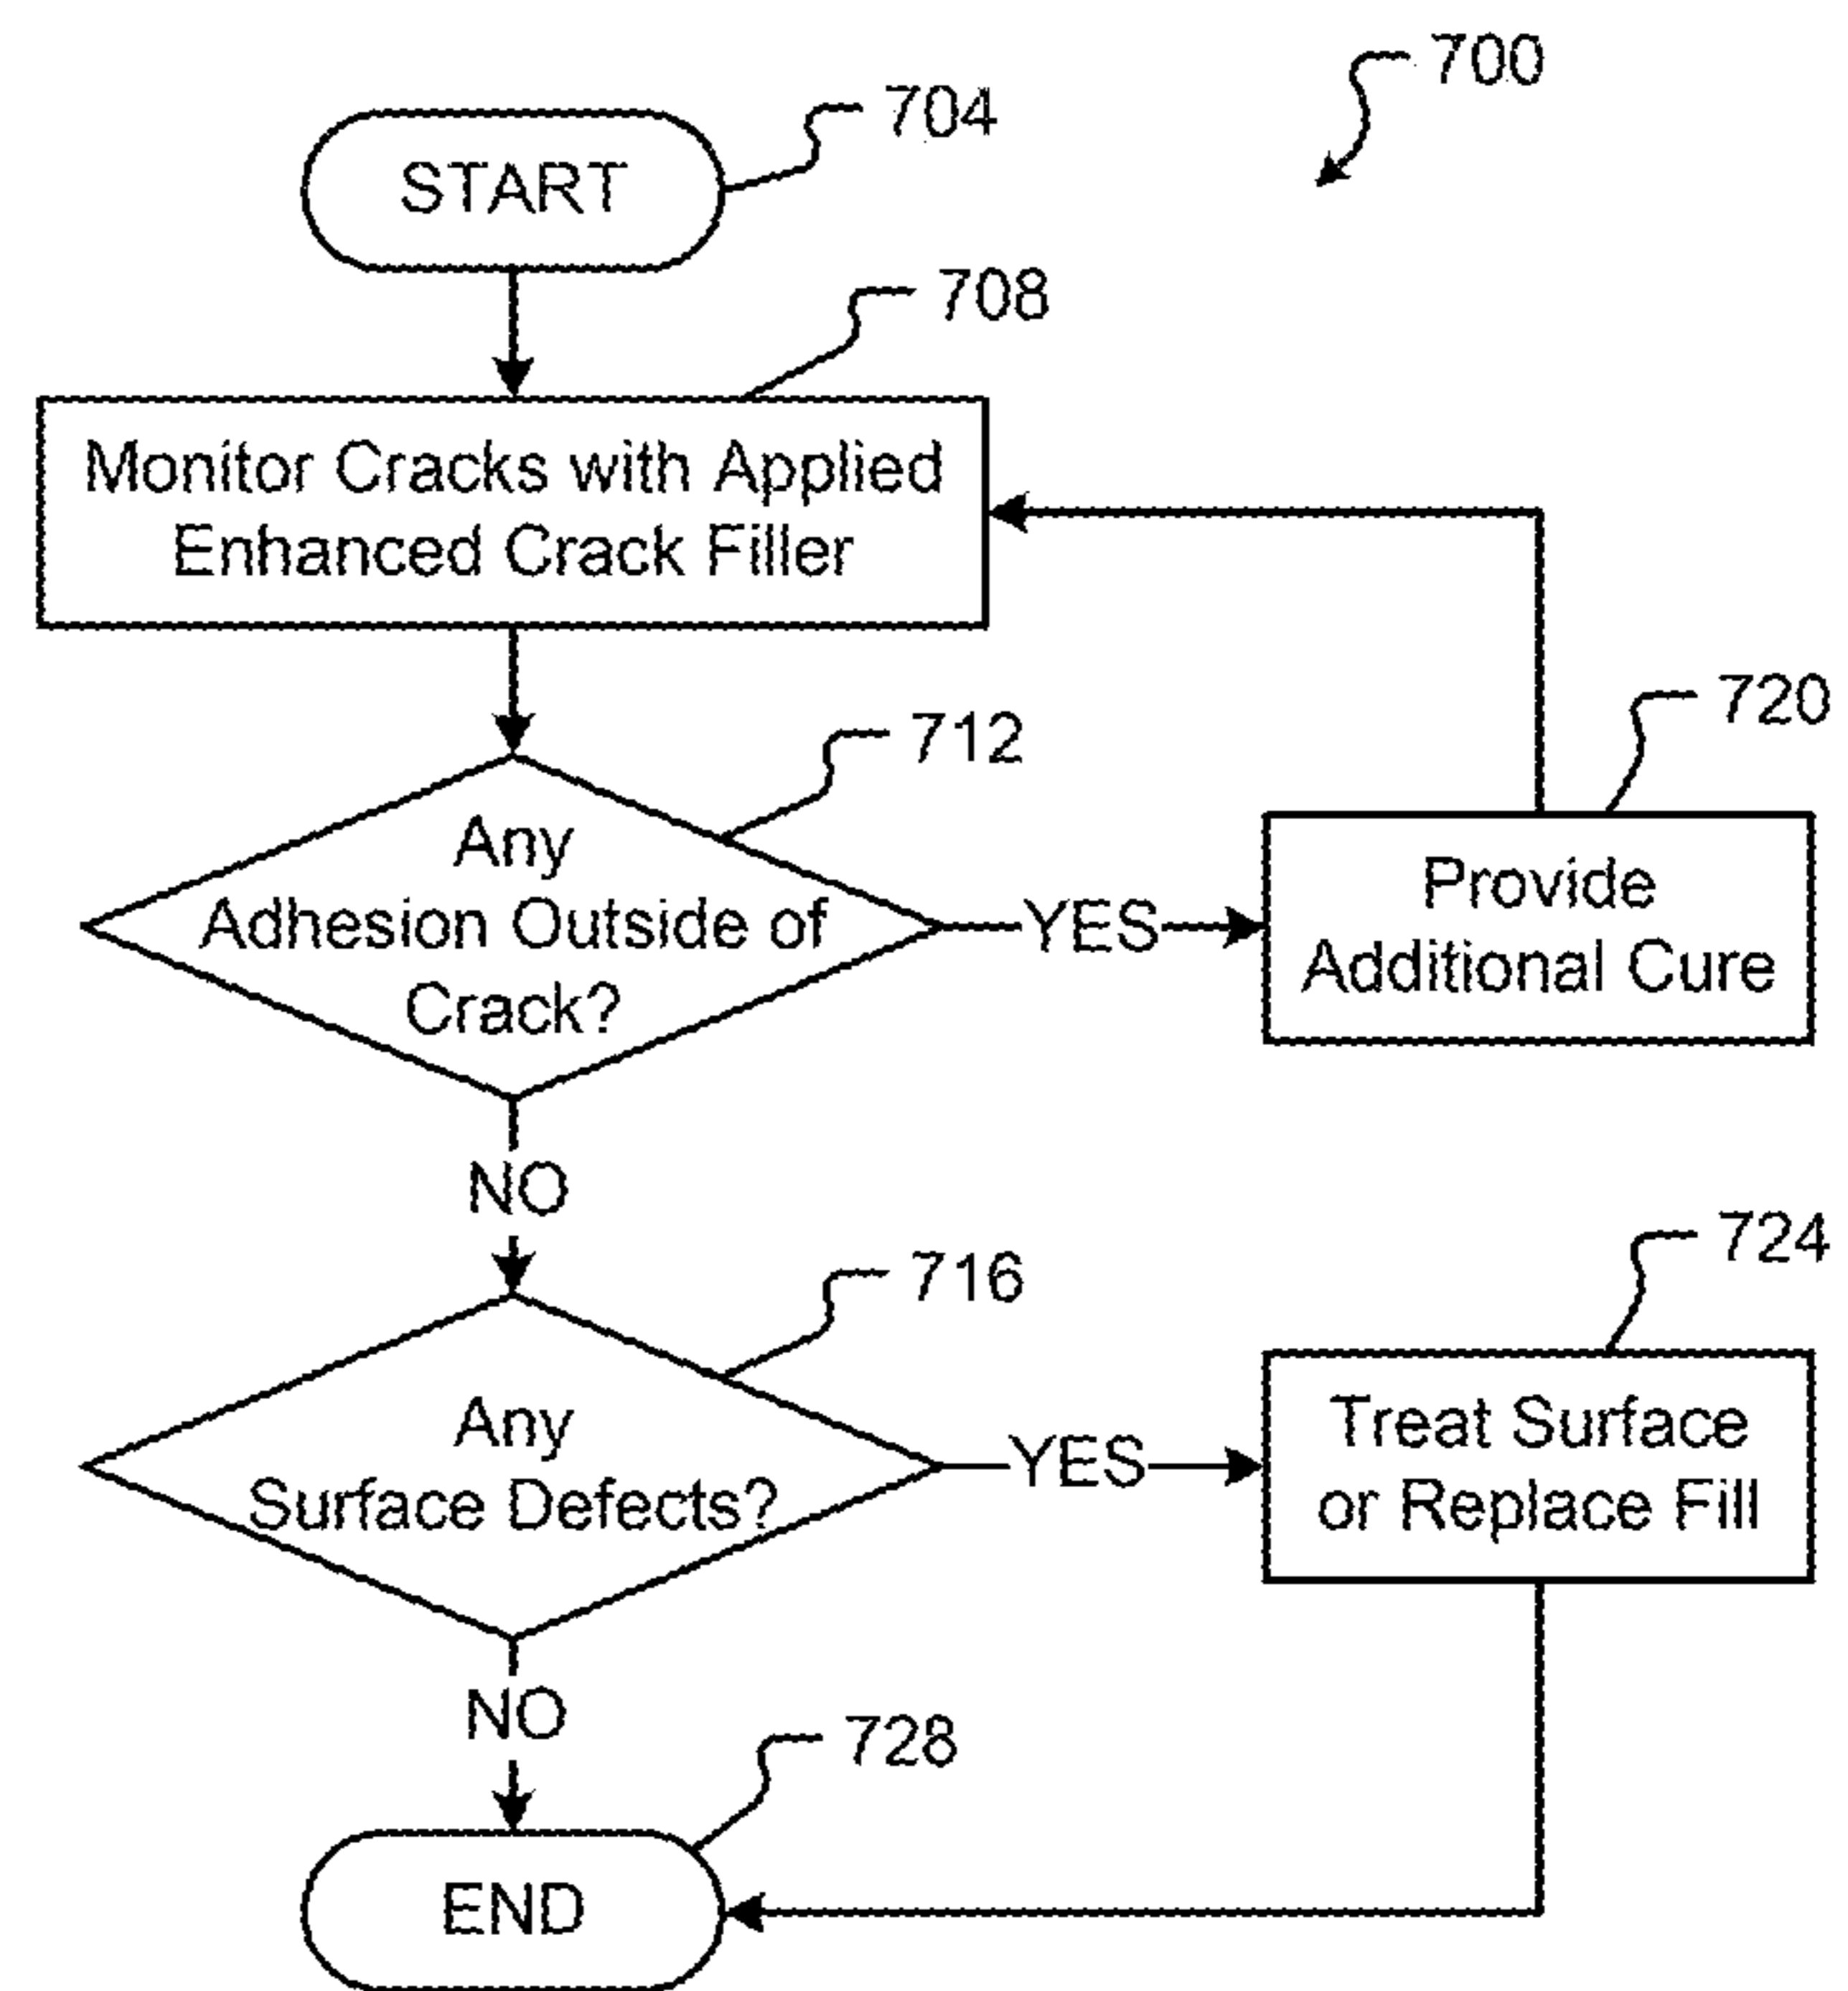 700
704
START
708
Monitor Cracks with Applied
Enhanced Crack Filler
712
Any
Adhesion Outside of
Crack?
YES
720
Provide
Additional Cure
NO
716
Any
Surface Defects?
YES
724
Treat Surface
or Replace Fill
NO
728
END